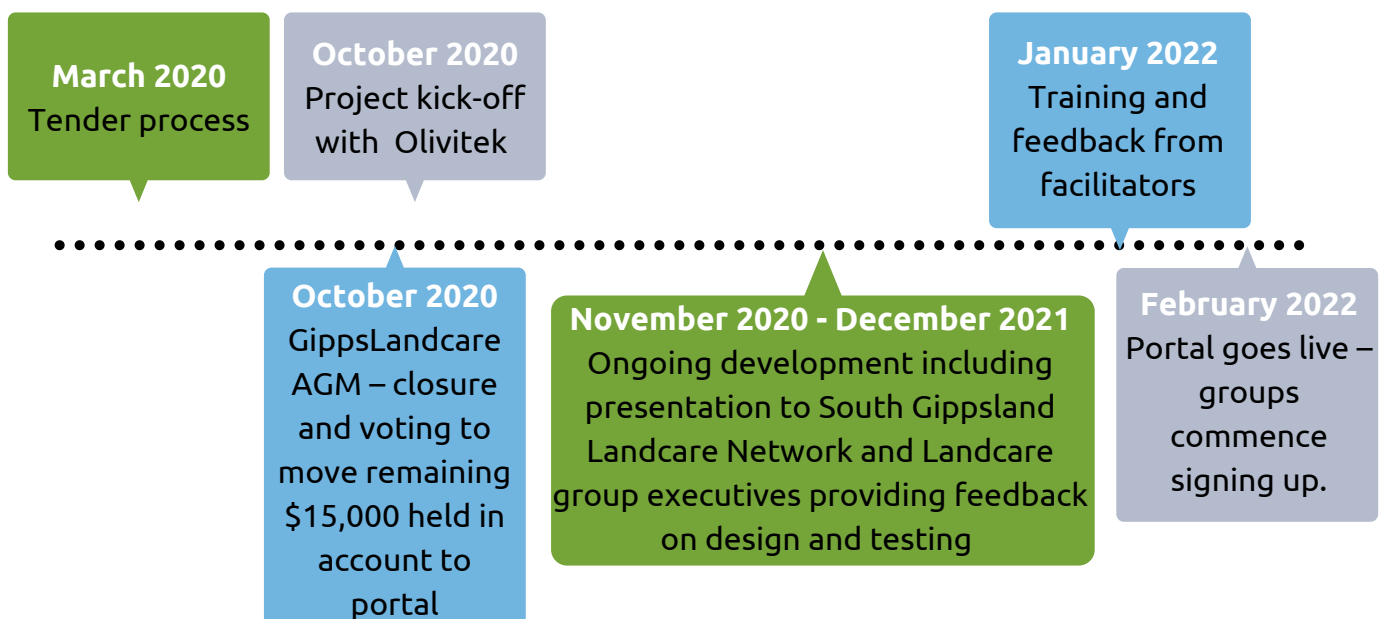 March 2020
Tender process
October 2020
Project kick-off
with Olivitek
October 2020
GippsLandcare
AGM – closure
and voting to
move remaining
$15,000 held in
account to
portal
November 2020 - December 2021
Ongoing development including
presentation to South Gippsland
Landcare Network and Landcare
group executives providing feedback
on design and testing
January 2022
Training and
feedback from
facilitators
February 2022
Portal goes live –
groups
commence
signing up.